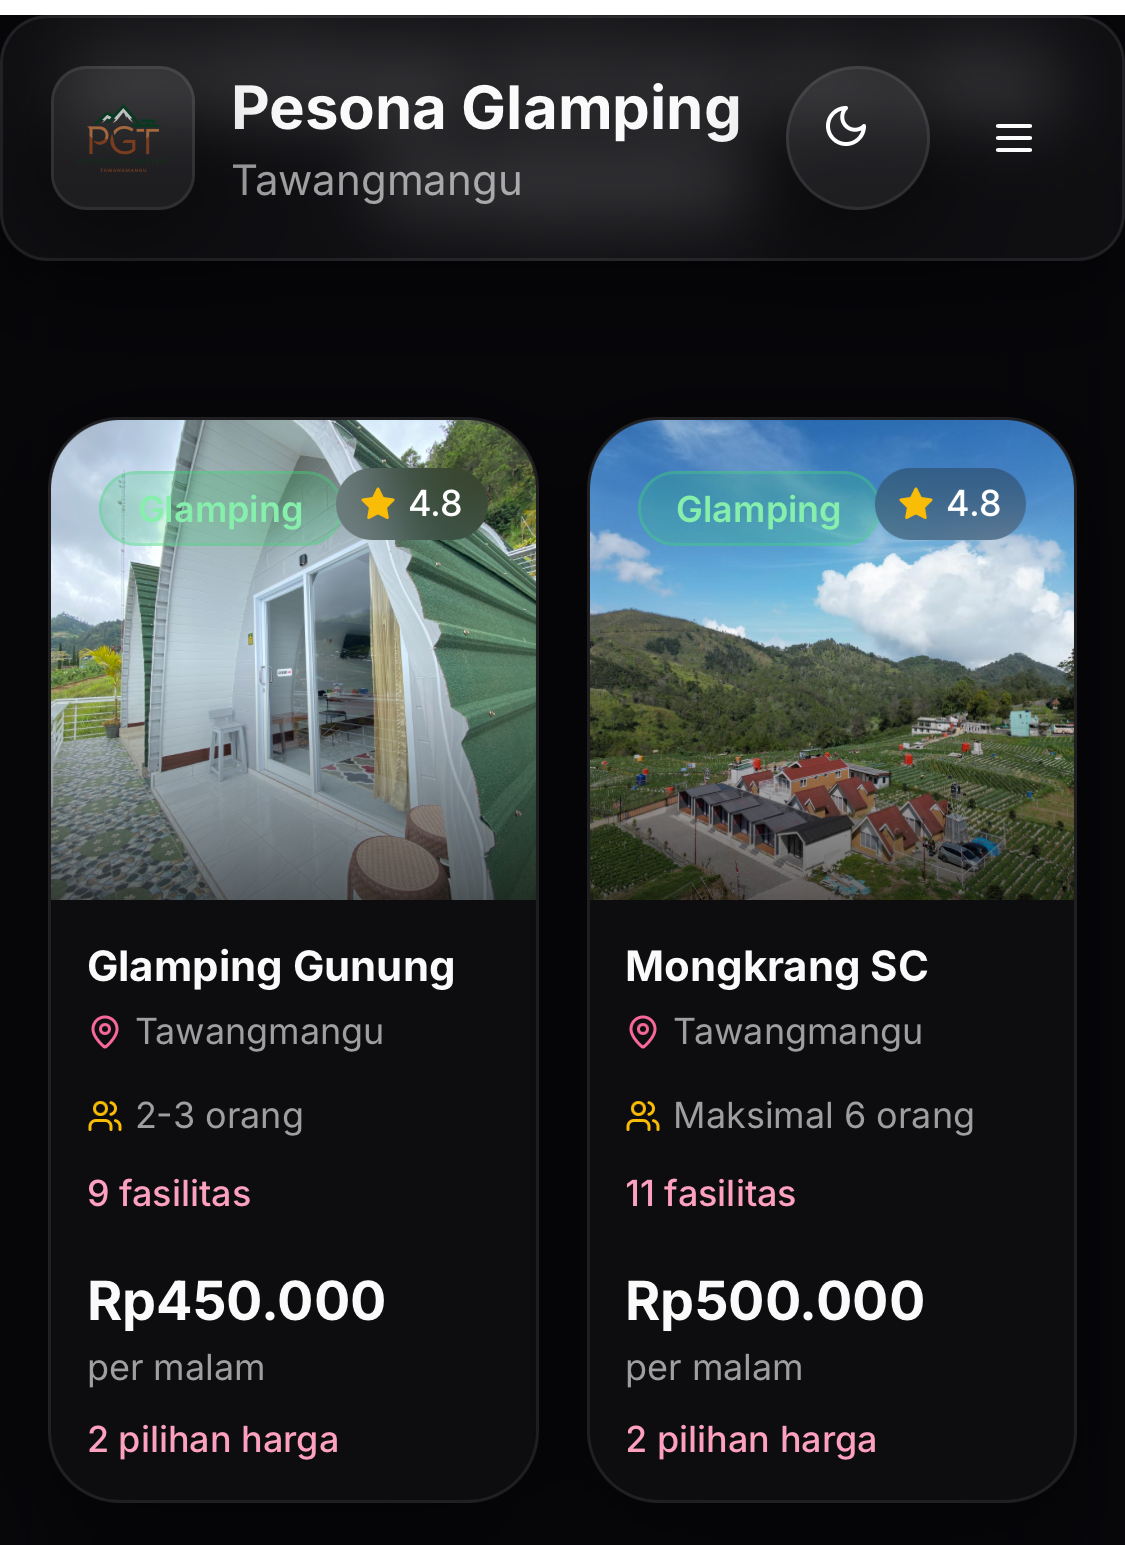 PGT
TAWANGMANGU
Pesona Glamping
Tawangmangu
Glamping
4.8
Glamping Gunung
Tawangmangu
2-3 orang
9 fasilitas
Rp450.000
per malam
2 pilihan harga
Glamping
4.8
Mongkrang SC
Tawangmangu
Maksimal 6 orang
11 fasilitas
Rp500.000
per malam
2 pilihan harga